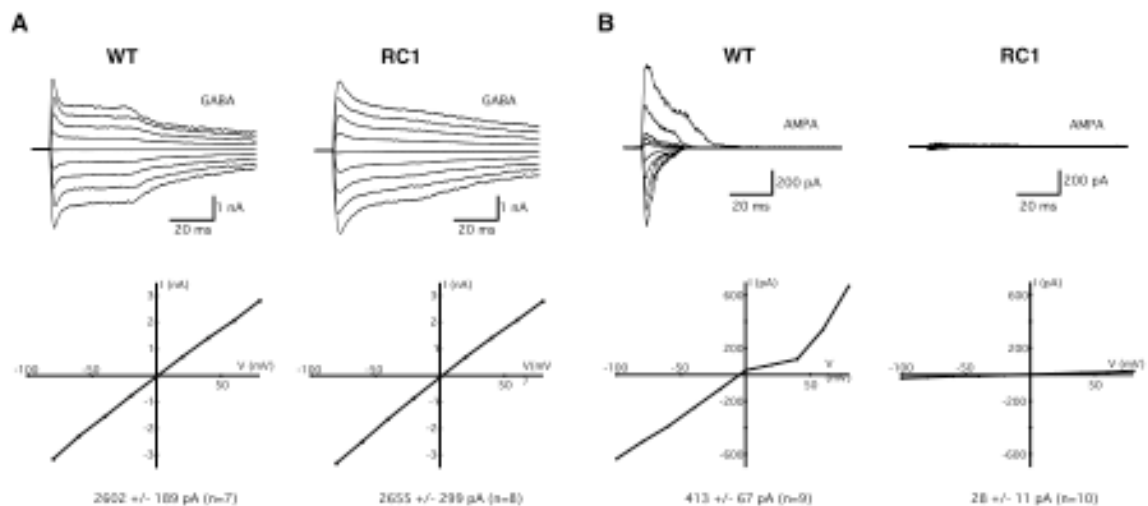 A
B
WT
RC1
WT
RC1
GABA
GABA
AMPA
AMPA
1 nA
20 ms
1 nA
20 ms
200 pA
20 ms
200 pA
20 ms
I (nA)
3
2
1
-100
-50
50
V (mV)
-1
-2
-3
I (nA)
3
2
1
-100
-50
50
V(mV
)
-1
-2
-3
I (pA)
600
200
-100
-50
50
V
(mV)
-200
-600
I (pA)
600
200
-100
-50
50
V (mV)
-200
-600
2602 +/- 189 pA (n=7)
2655 +/- 299 pA (n=8)
413 +/- 67 pA (n=9)
28 +/- 11 pA (n=10)